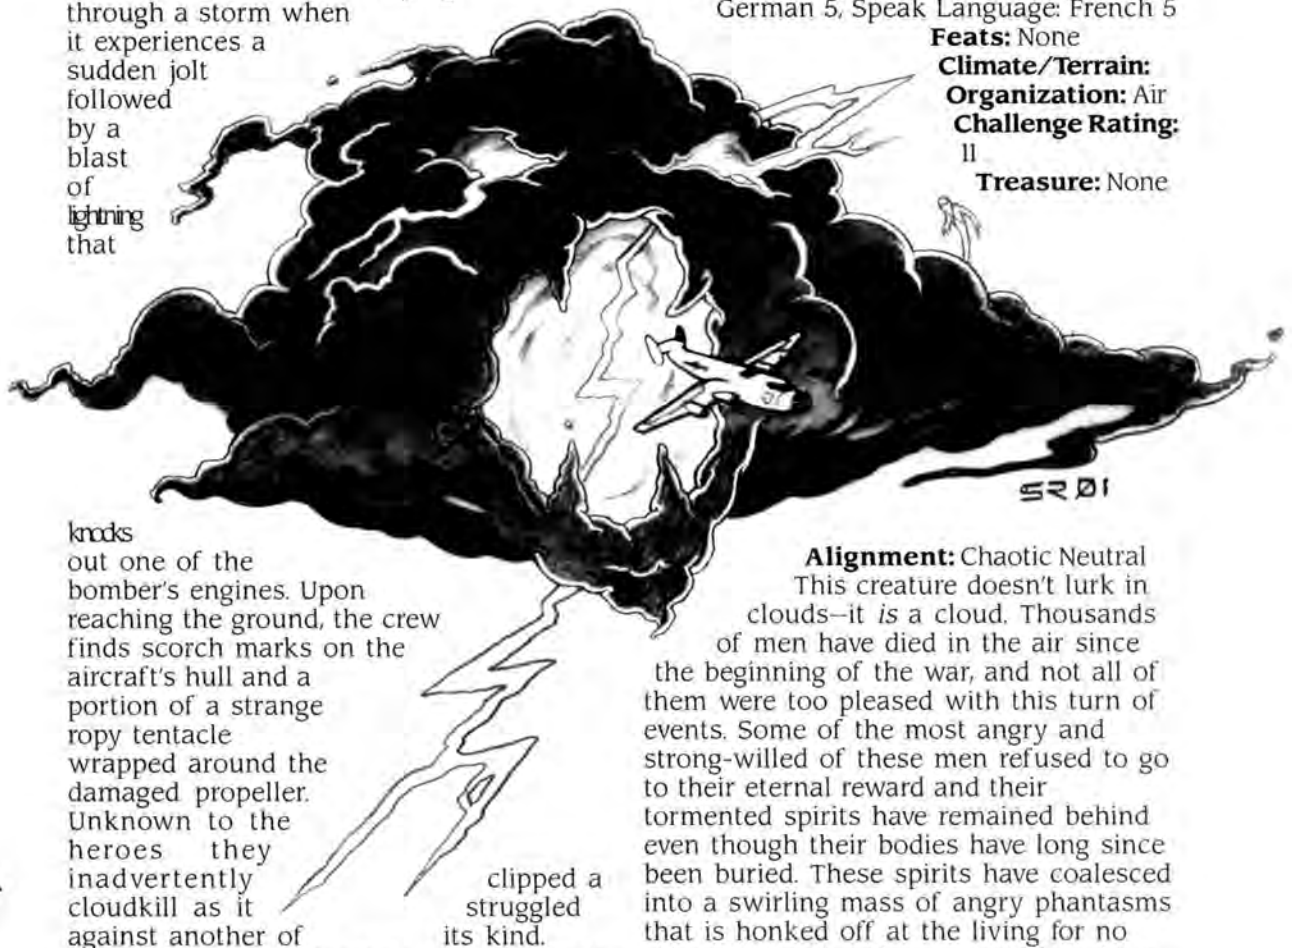 through a storm when
it experiences a
sudden jolt
followed
by a
blast
of
lightning
that
knocks
out one of the
bomber's engines. Upon
reaching the ground, the crew
finds scorch marks on the
aircraft's hull and a
portion of a strange
ropy tentacle
wrapped around the
damaged propeller.
Unknown to the
heroes they
inadvertently clipped a
cloudkill as it struggled
against another of its kind.
German 5, Speak Language: French 5
Feats: None
Climate/Terrain:
Organization: Air
Challenge Rating:
11
Treasure: None
SR 01
Alignment: Chaotic Neutral
This creature doesn't lurk in
clouds—it is a cloud. Thousands
of men have died in the air since
the beginning of the war, and not all of
them were too pleased with this turn of
events. Some of the most angry and
strong-willed of these men refused to go
to their eternal reward and their
tormented spirits have remained behind
even though their bodies have long since
been buried. These spirits have coalesced
into a swirling mass of angry phantasms
that is honked off at the living for no